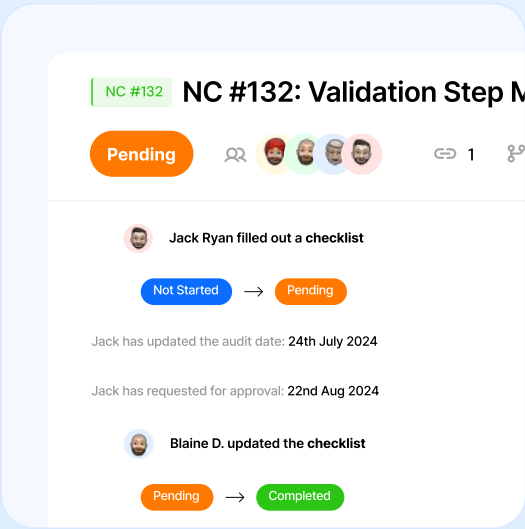 NC #132
NC #132: Validation Step
Pending
1
Jack Ryan filled out a checklist
Not Started → Pending
Jack has updated the audit date: 24th July 2024
Jack has requested for approval: 22nd Aug 2024
Blaine D. updated the checklist
Pending → Completed